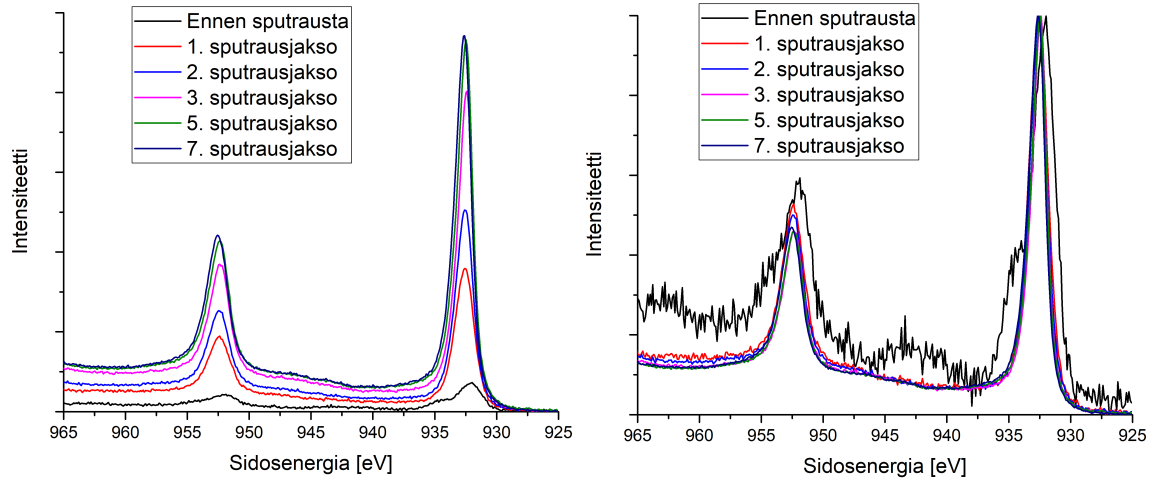 Ennen sputrausta
1. sputrausjakso
2. sputrausjakso
3. sputrausjakso
5. sputrausjakso
7. sputrausjakso
Intensiteetti
965 960 955 950 945 940 935 930 925
Sidosenergia [eV]
Ennen sputrausta
1. sputrausjakso
2. sputrausjakso
3. sputrausjakso
5. sputrausjakso
7. sputrausjakso
Intensiteetti
965 960 955 950 945 940 935 930 925
Sidosenergia [eV]